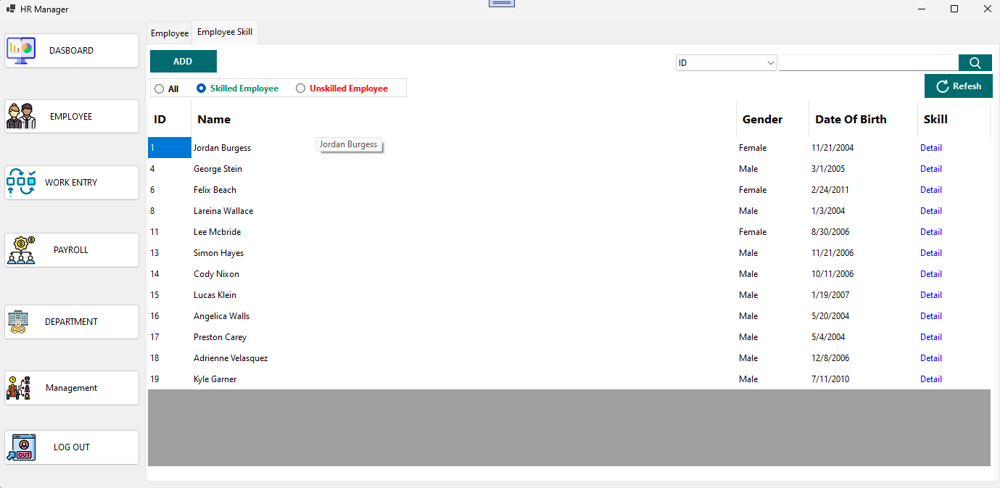 HR Manager
DASBOARD
EMPLOYEE
WORK ENTRY
PAYROLL
DEPARTMENT
Management
OUT
LOG OUT
Employee
Employee Skill
ADD
ID
All
Skilled Employee
Unskilled Employee
Refesh
ID Name Gender Date Of Birth Skill
1 Jordan Burgess Female 11/21/2004 Detail
Jordan Burgess
4 George Stein Male 3/1/2005 Detail
6 Felix Beach Female 2/24/2011 Detail
8 Lareina Wallace Male 1/3/2004 Detail
11 Lee Mcbride Female 8/30/2006 Detail
13 Simon Hayes Male 11/21/2006 Detail
14 Cody Nixon Male 10/11/2006 Detail
15 Lucas Klein Male 1/19/2007 Detail
16 Angelica Walls Male 5/20/2004 Detail
17 Preston Carey Male 5/4/2004 Detail
18 Adrienne Velasquez Male 12/8/2006 Detail
19 Kyle Garner Male 7/11/2010 Detail